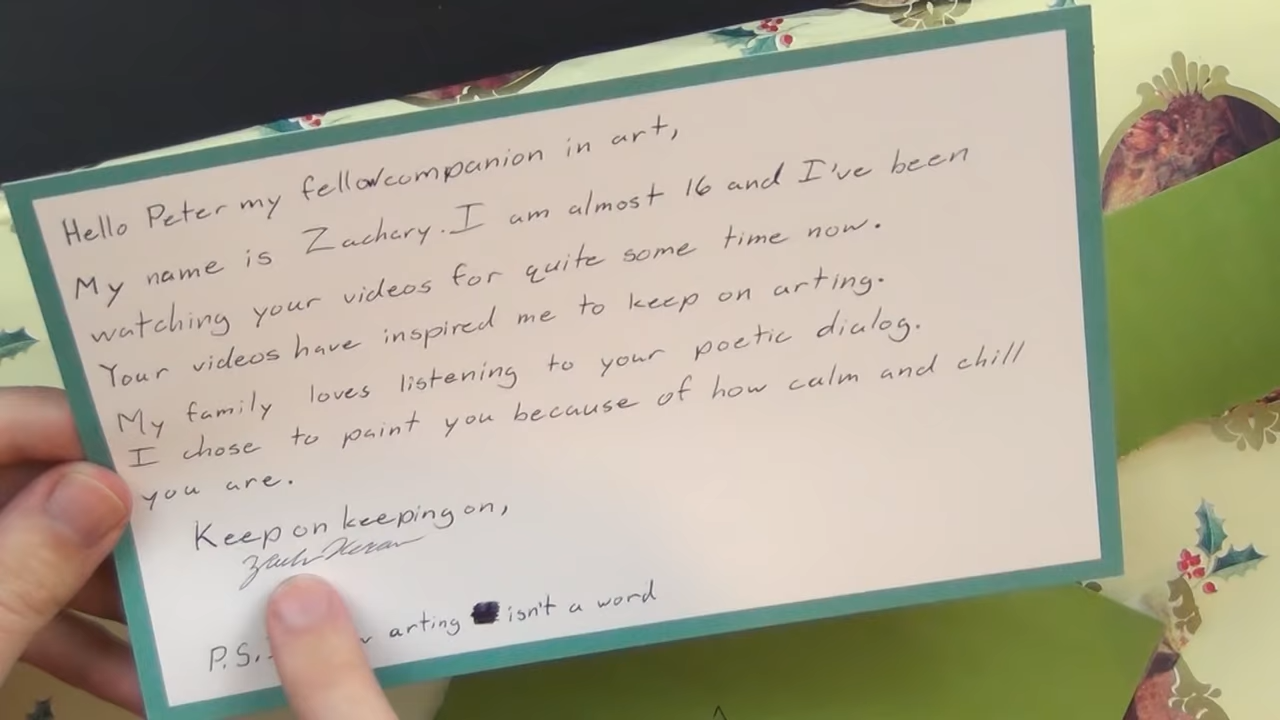 Hello Peter my fellow companion in art,
My name is Zachary. I am almost 16 and I've been
watching your videos for quite some time now.
Your videos have inspired me to keep on arting.
My family loves listening to your poetic dialog.
I chose to paint you because of how calm and chill
you are.
Keep on keeping on,
Zach
P.S. arting isn't a word